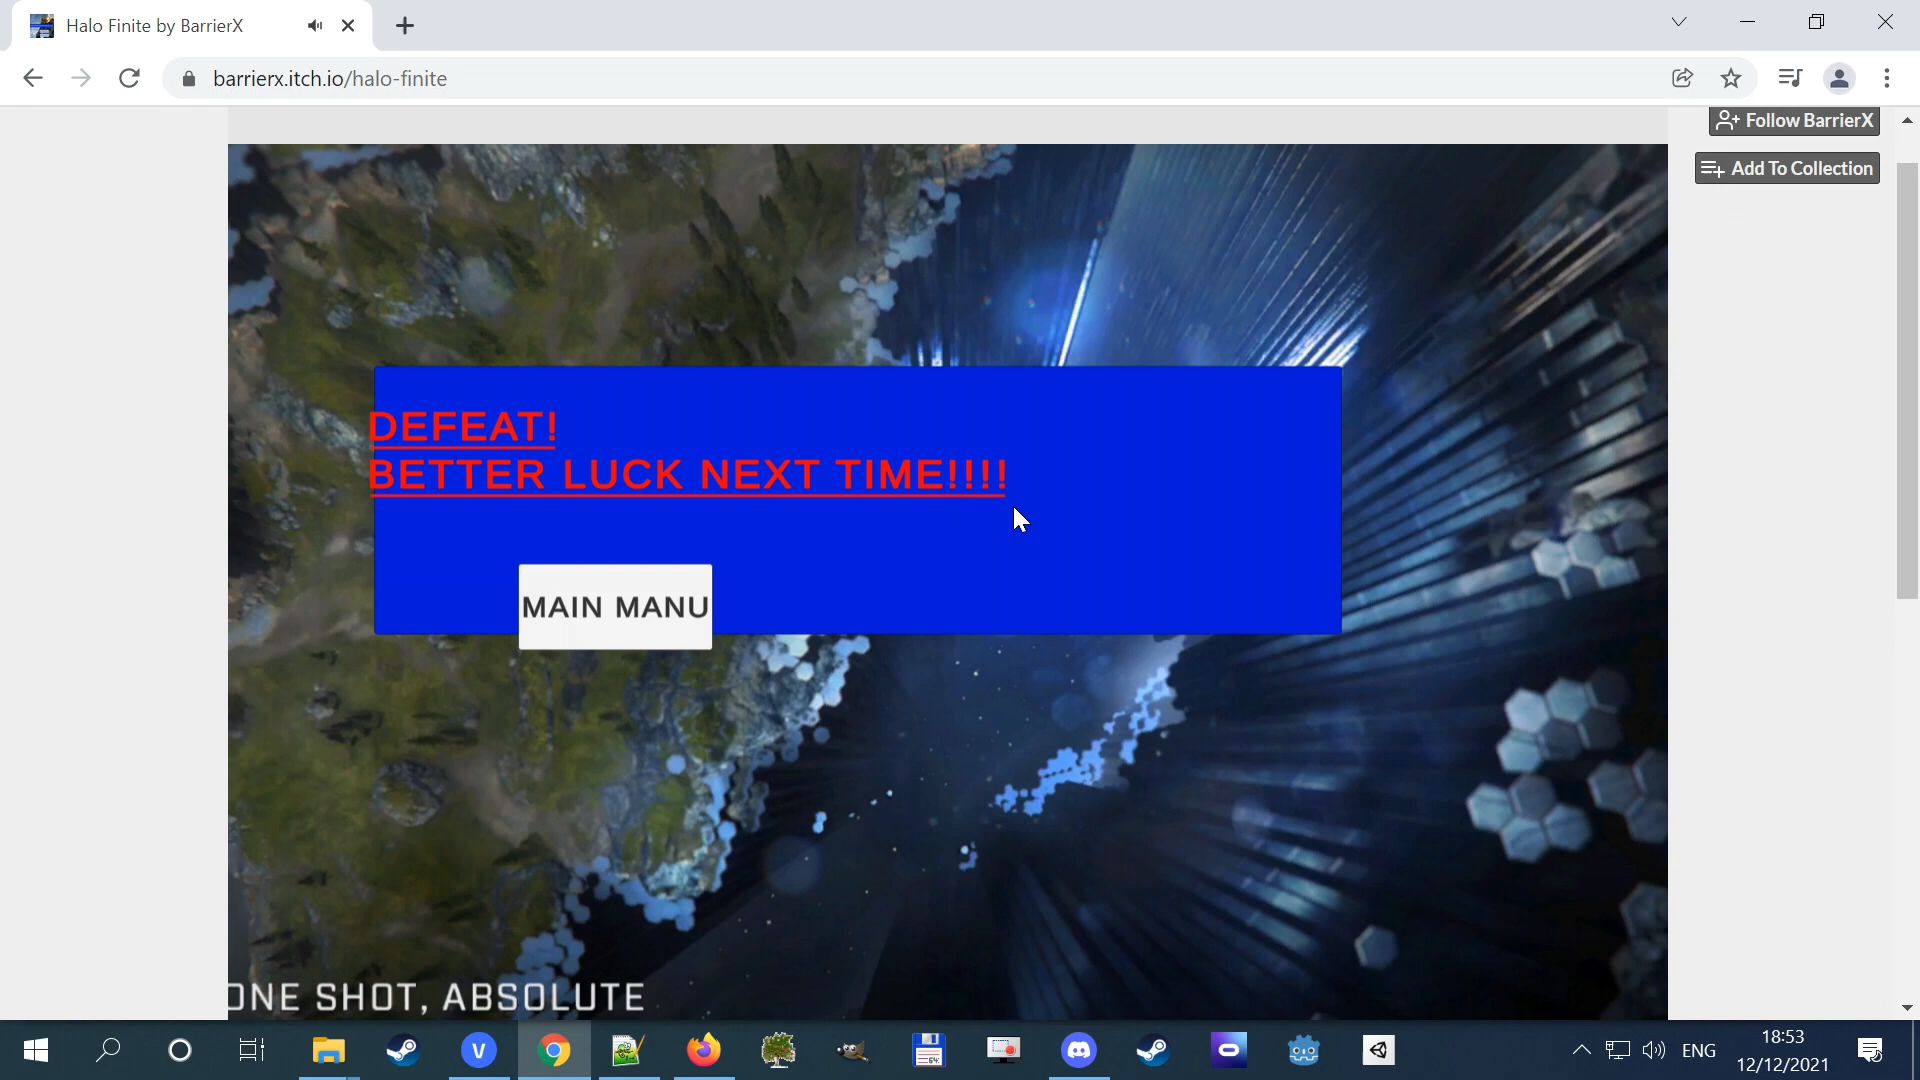 Halo Finite by BarrierX
barrierx.itch.io/halo-finite
Follow BarrierX
Add To Collection
DEFEAT!
BETTER LUCK NEXT TIME!!!!
MAIN MANU
ONE SHOT, ABSOLUTE
V
64
ENG
18:53
12/12/2021